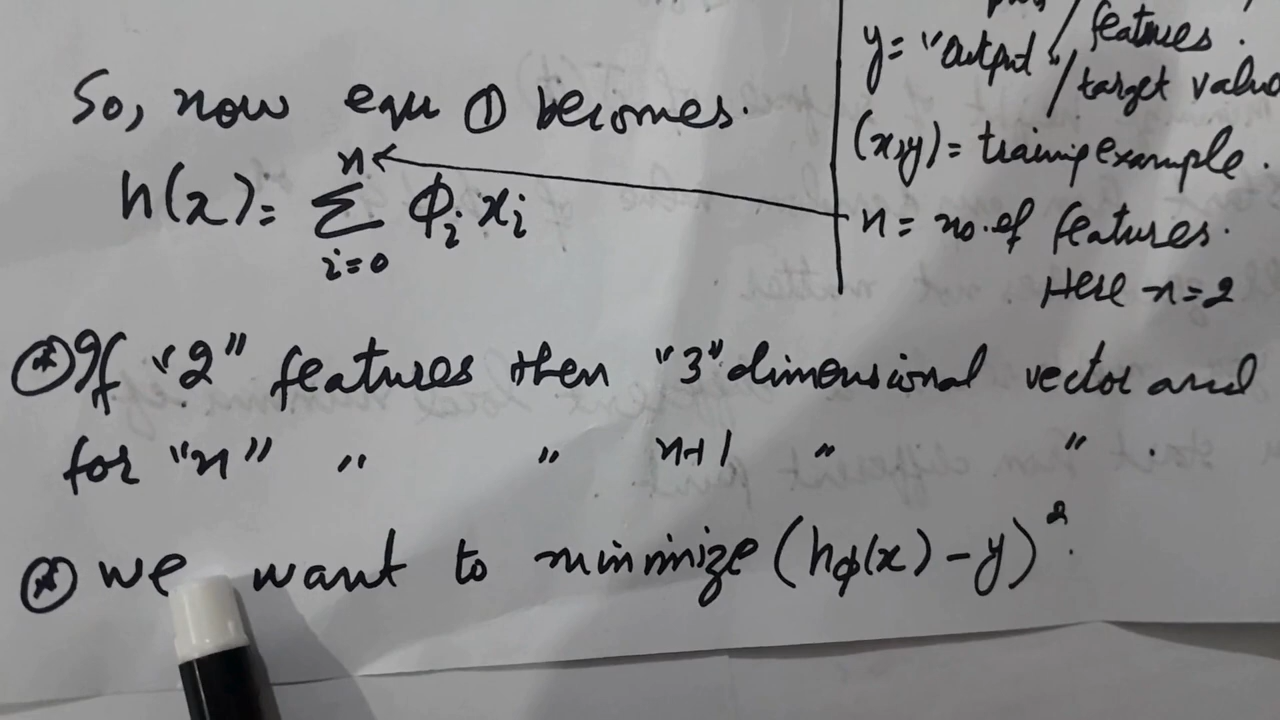 So, now equ ① becomes.
h(x) = n Σ i=0 ϕi xi
⊛ If "2" features then "3" dimensional vector and
for "n" " " n+1 " " .
⊛ we want to minimize (hϕ(x) - y)².
/ features.
y = "output" / target value
(x,y) = training example.
n = no. of features.
Here n = 2